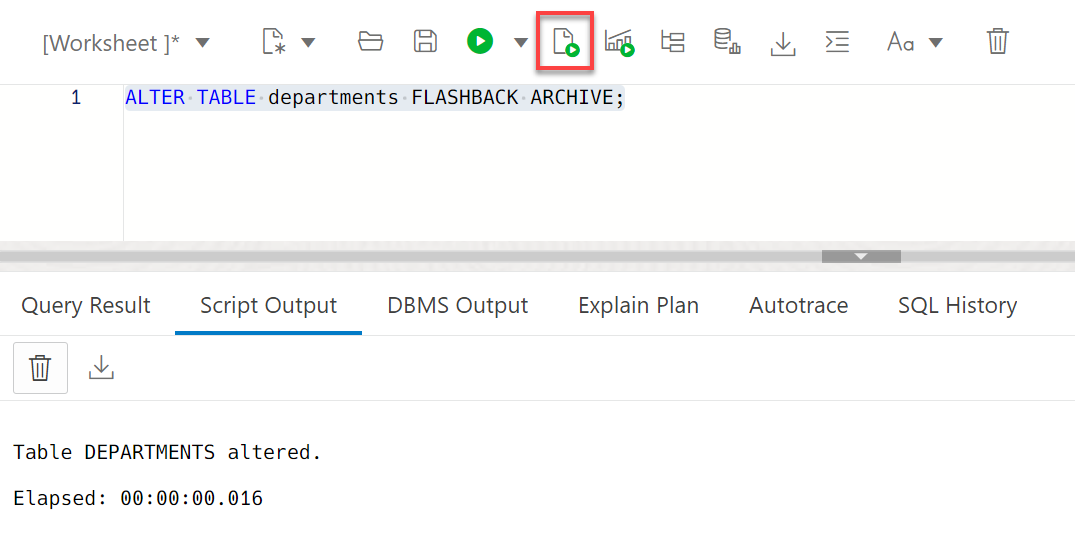 [Worksheet ]*
Aa
1 ALTER TABLE departments FLASHBACK ARCHIVE;
Query Result Script Output DBMS Output Explain Plan Autotrace SQL History
Table DEPARTMENTS altered.
Elapsed: 00:00:00.016